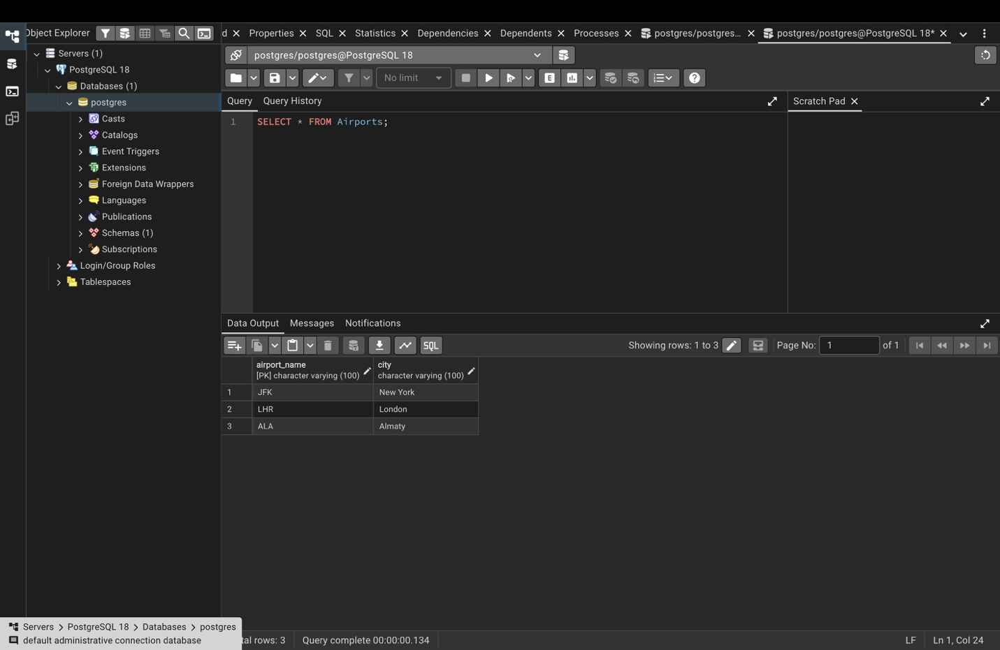 Object Explorer
d
Properties
SQL
Statistics
Dependencies
Dependents
Processes
postgres/postgres...
postgres/postgres@PostgreSQL 18*
Servers (1)
PostgreSQL 18
Databases (1)
postgres
Casts
Catalogs
Event Triggers
Extensions
Foreign Data Wrappers
Languages
Publications
Schemas (1)
Subscriptions
Login/Group Roles
Tablespaces
postgres/postgres@PostgreSQL 18
No limit
E
Query Query History
Scratch Pad
1 SELECT * FROM Airports;
Data Output Messages Notifications
SQL
Showing rows: 1 to 3
Page No: 1 of 1
airport_name
[PK] character varying (100)
city
character varying (100)
1 JFK New York
2 LHR London
3 ALA Almaty
Servers > PostgreSQL 18 > Databases > postgres
default administrative connection database
tal rows: 3
Query complete 00:00:00.134
LF
Ln 1, Col 24